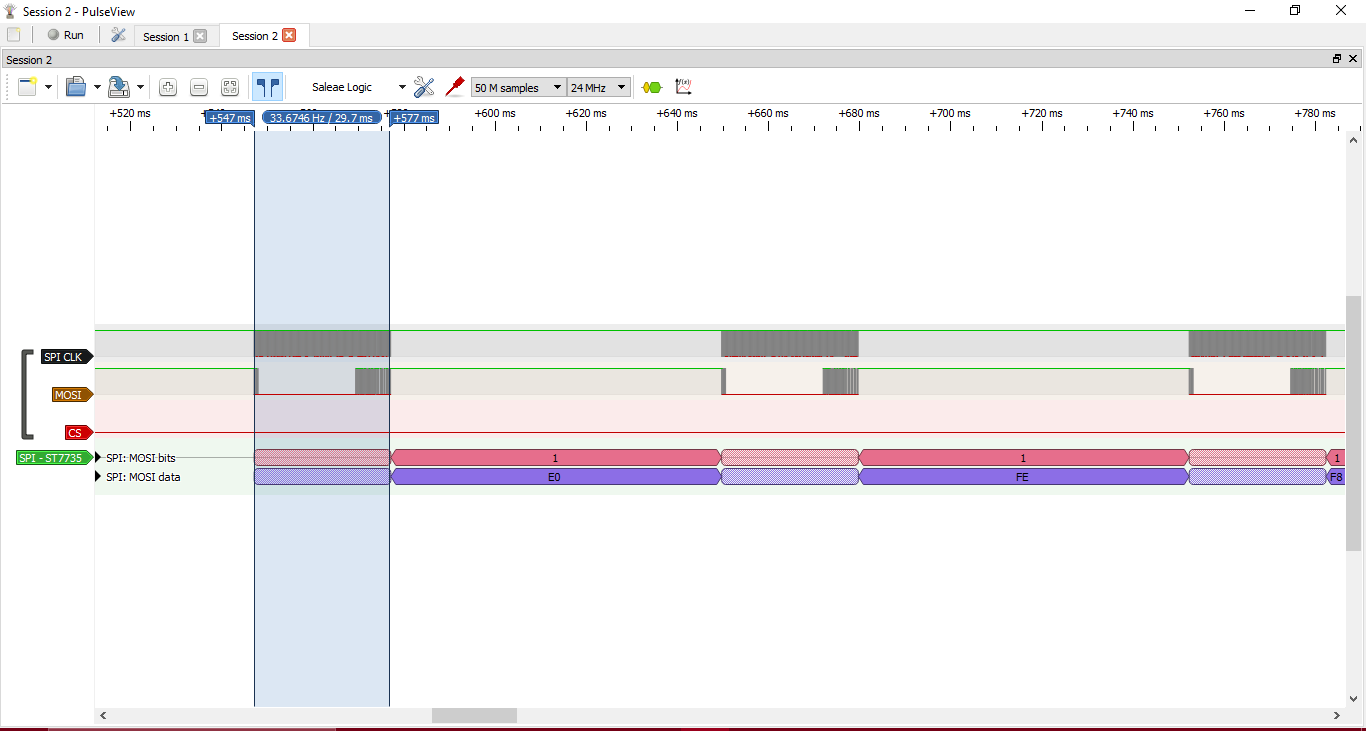 Session 2 - PulseView
Run
Session 1
Session 2
Session 2
Saleae Logic
50 M samples
24 MHz
+520 ms
+547 ms
33.6746 Hz / 29.7 ms
+577 ms
+600 ms
+620 ms
+640 ms
+660 ms
+680 ms
+700 ms
+720 ms
+740 ms
+760 ms
+780 ms
SPI CLK
MOSI
CS
SPI - ST7735
SPI: MOSI bits
1
1
1
SPI: MOSI data
E0
FE
F8